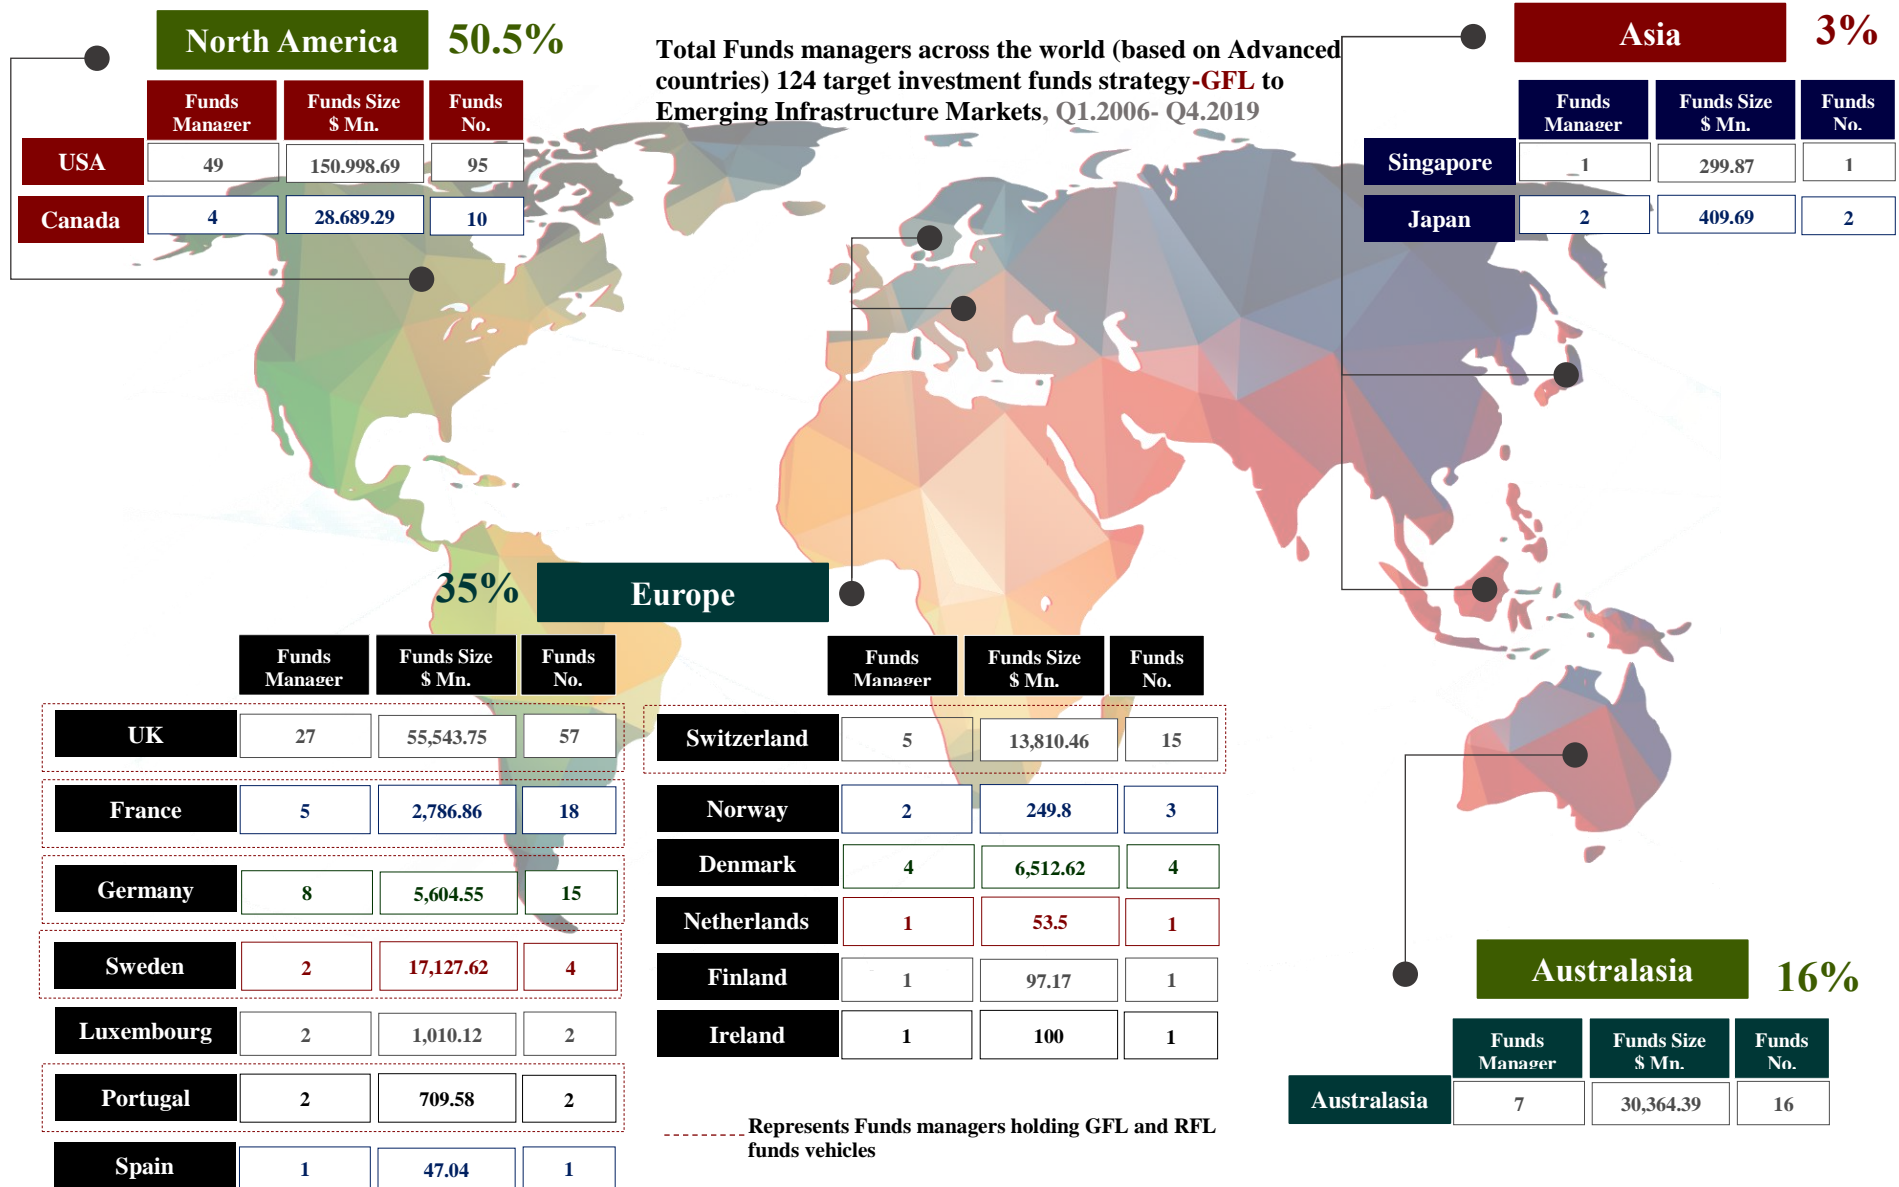 North America 50.5%
Funds Manager Funds Size $ Mn. Funds No.
USA 49 150.998.69 95
Canada 4 28.689.29 10
Total Funds managers across the world (based on Advanced
countries) 124 target investment funds strategy-GFL to
Emerging Infrastructure Markets, Q1.2006- Q4.2019
Asia 3%
Funds Manager Funds Size $ Mn. Funds No.
Singapore 1 299.87 1
Japan 2 409.69 2
35% Europe
Funds Manager Funds Size $ Mn. Funds No.
UK 27 55,543.75 57
France 5 2,786.86 18
Germany 8 5,604.55 15
Sweden 2 17,127.62 4
Luxembourg 2 1,010.12 2
Portugal 2 709.58 2
Spain 1 47.04 1
Funds Manager Funds Size $ Mn. Funds No.
Switzerland 5 13,810.46 15
Norway 2 249.8 3
Denmark 4 6,512.62 4
Netherlands 1 53.5 1
Finland 1 97.17 1
Ireland 1 100 1
Represents Funds managers holding GFL and RFL
funds vehicles
Australasia 16%
Funds Manager Funds Size $ Mn. Funds No.
Australasia 7 30,364.39 16